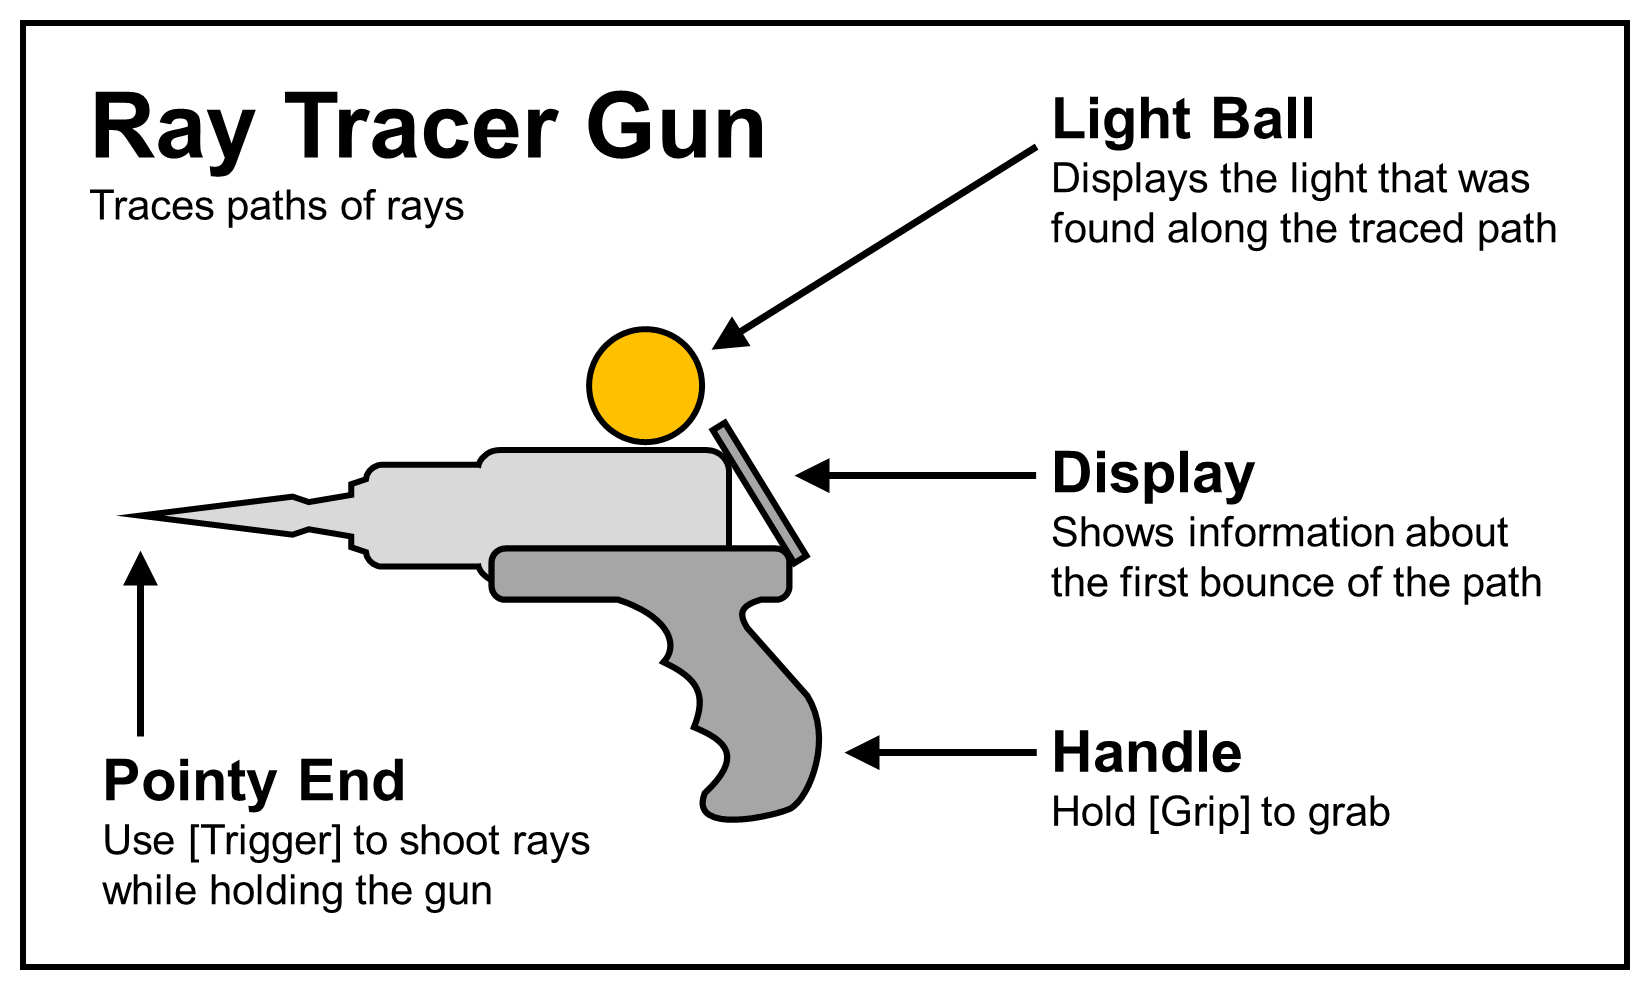 Ray Tracer Gun
Traces paths of rays
Light Ball
Displays the light that was
found along the traced path
Display
Shows information about
the first bounce of the path
Handle
Hold [Grip] to grab
Pointy End
Use [Trigger] to shoot rays
while holding the gun